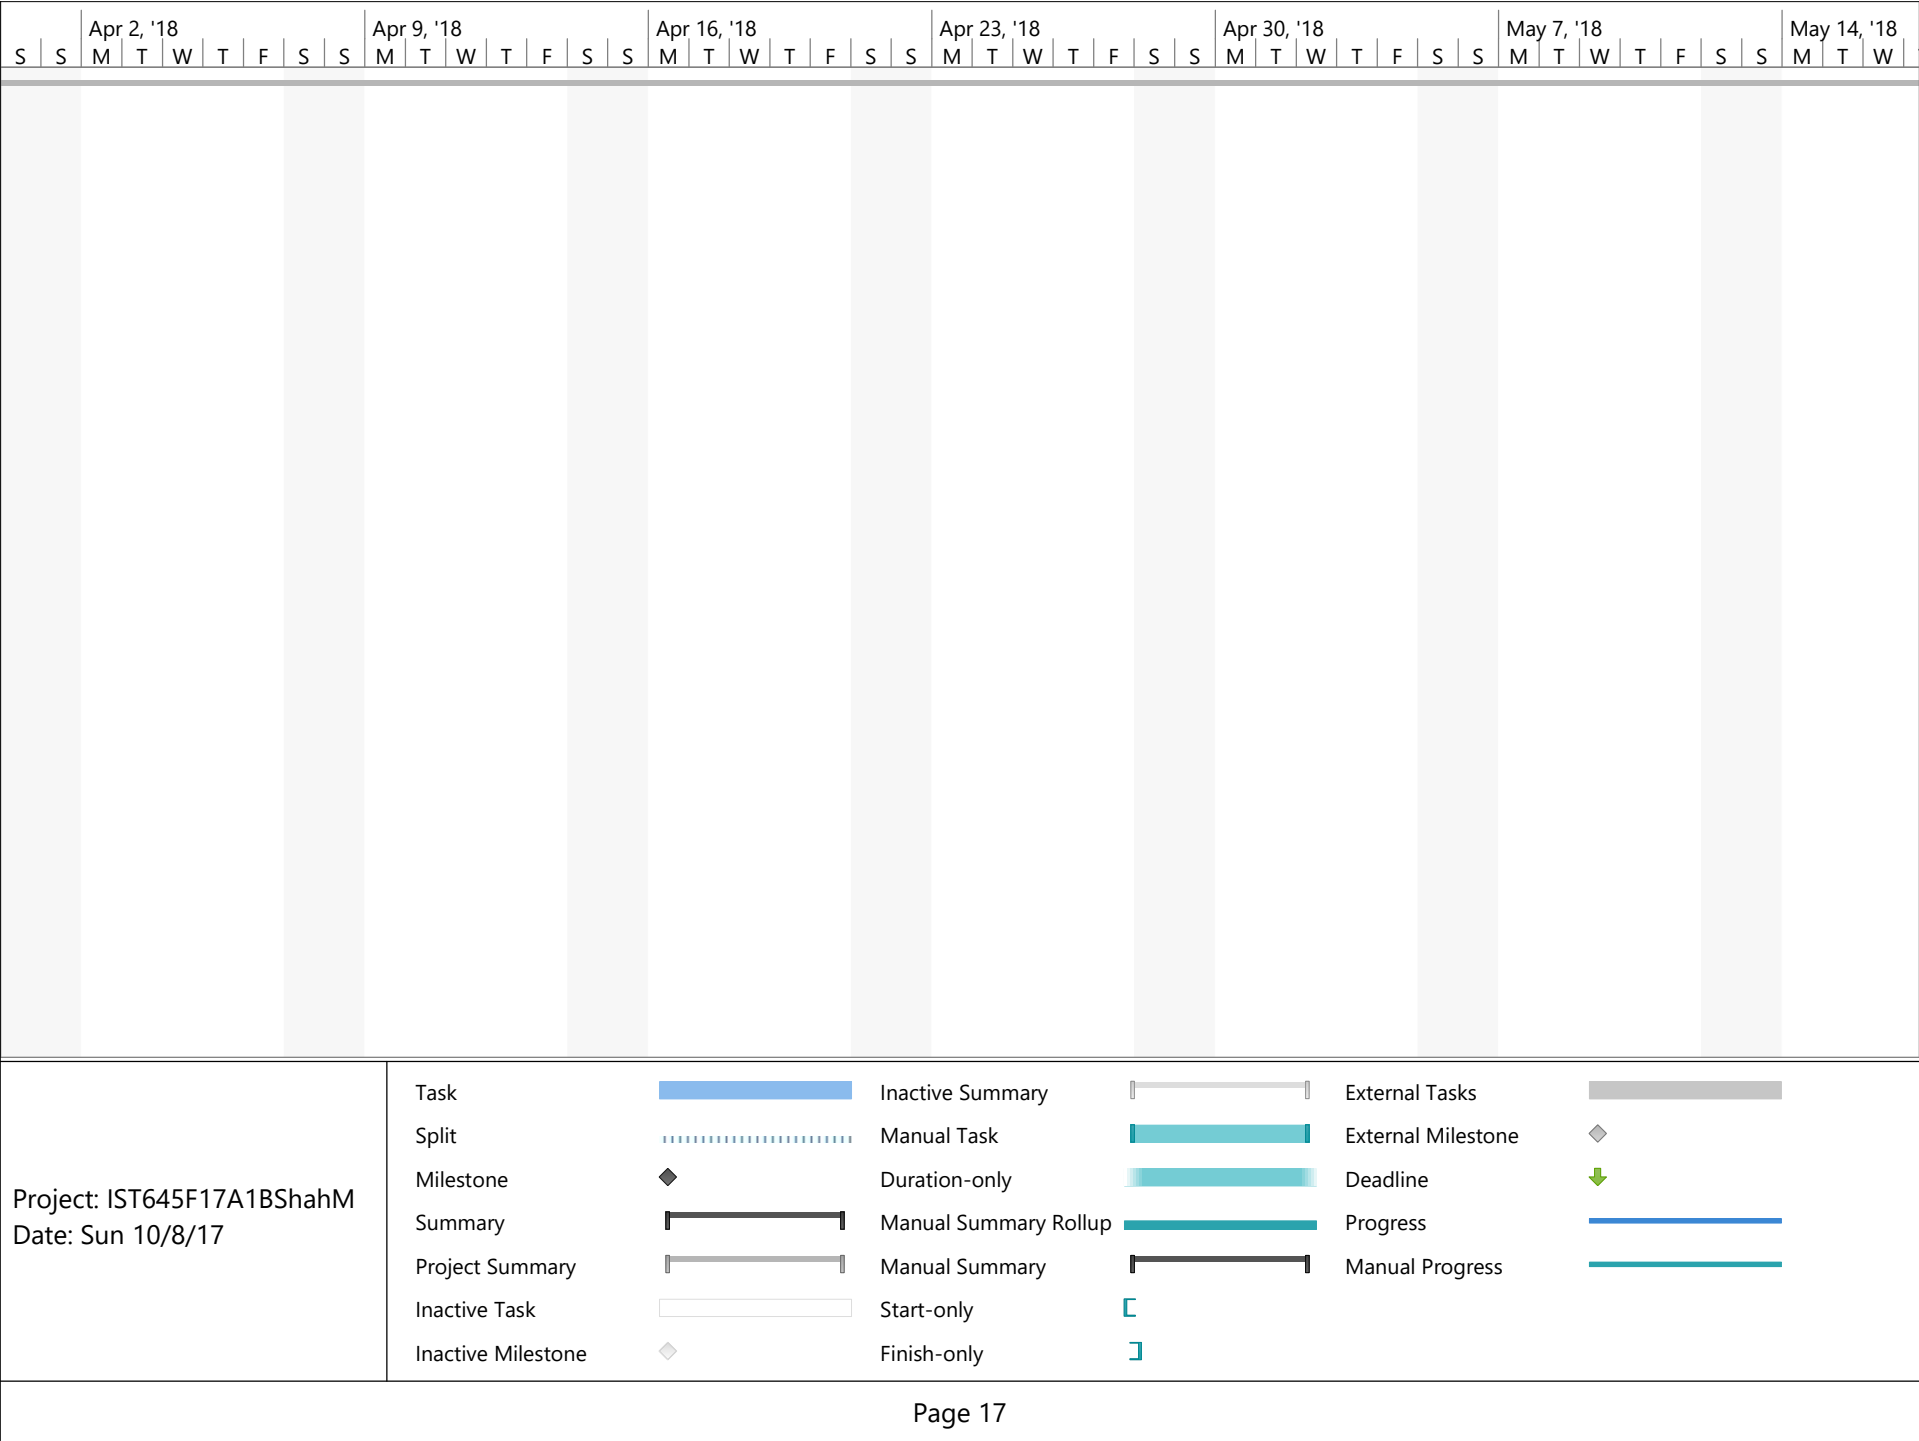 Apr 2, '18 Apr 9, '18 Apr 16, '18 Apr 23, '18 Apr 30, '18 May 7, '18 May 14, '18
S S M T W T F S S M T W T F S S M T W T F S S M T W T F S S M T W T F S S M T W T F S S M T W
Task Inactive Summary External Tasks
Split Manual Task External Milestone
Milestone Duration-only Deadline
Project: IST645F17A1BShahM
Date: Sun 10/8/17
Summary Manual Summary Rollup Progress
Project Summary Manual Summary Manual Progress
Inactive Task Start-only
Inactive Milestone Finish-only
Page 17